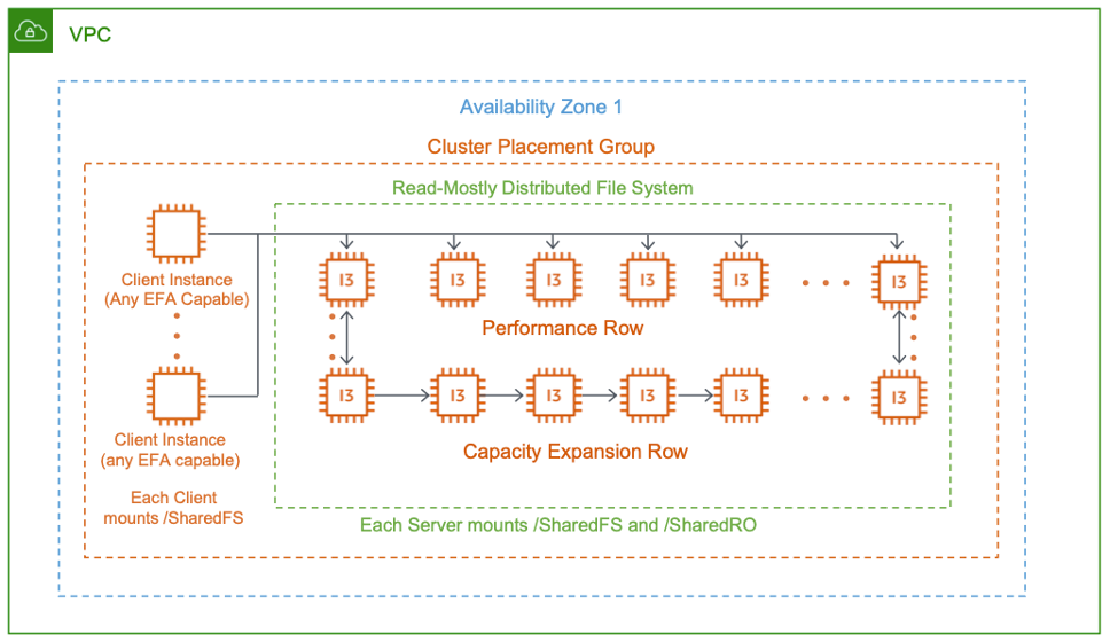 VPC
Availability Zone 1
Cluster Placement Group
Read-Mostly Distributed File System
Client Instance
(Any EFA Capable)
I3 I3 I3 I3 I3 I3
Performance Row
I3 I3 I3 I3 I3 I3
Client Instance
(any EFA capable)
Capacity Expansion Row
Each Client
mounts /SharedFS
Each Server mounts /SharedFS and /SharedRO